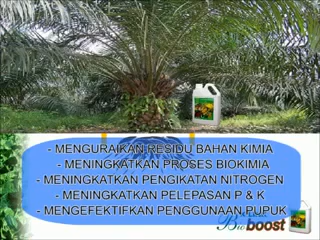 - MENGURAIKAN RESIDU BAHAN KIMIA
- MENINGKATKAN PROSES BIOKIMIA
- MENINGKATKAN PENGIKATAN NITROGEN
- MENINGKATKAN PELEPASAN P & K
- MENGEFEKTIFKAN PENGGUNAAN PUPUK
Bioboost